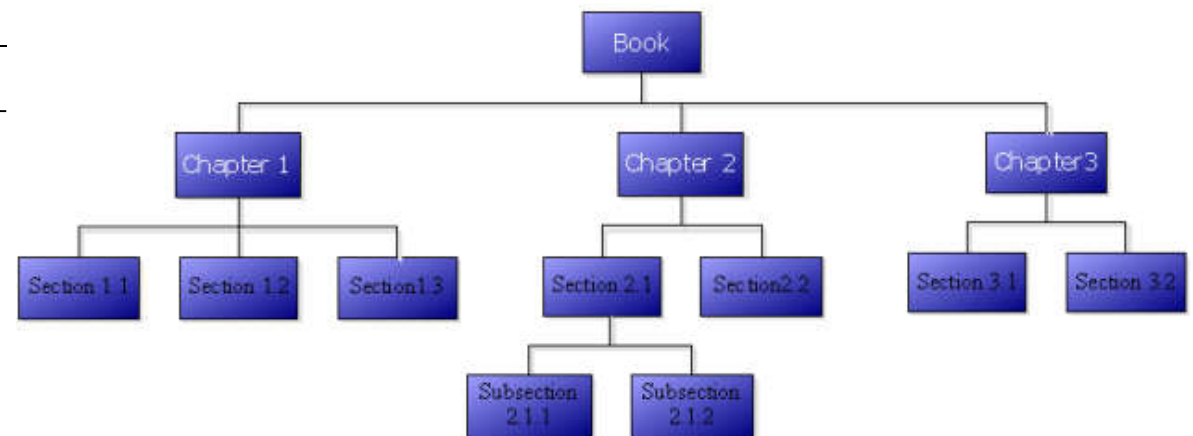 Book
Chapter 1
Chapter 2
Chapter3
Section 1.1
Section 1.2
Section1.3
Section 2.1
Section2.2
Section 3.1
Section 3.2
Subsection
2.1.1
Subsection
2.1.2